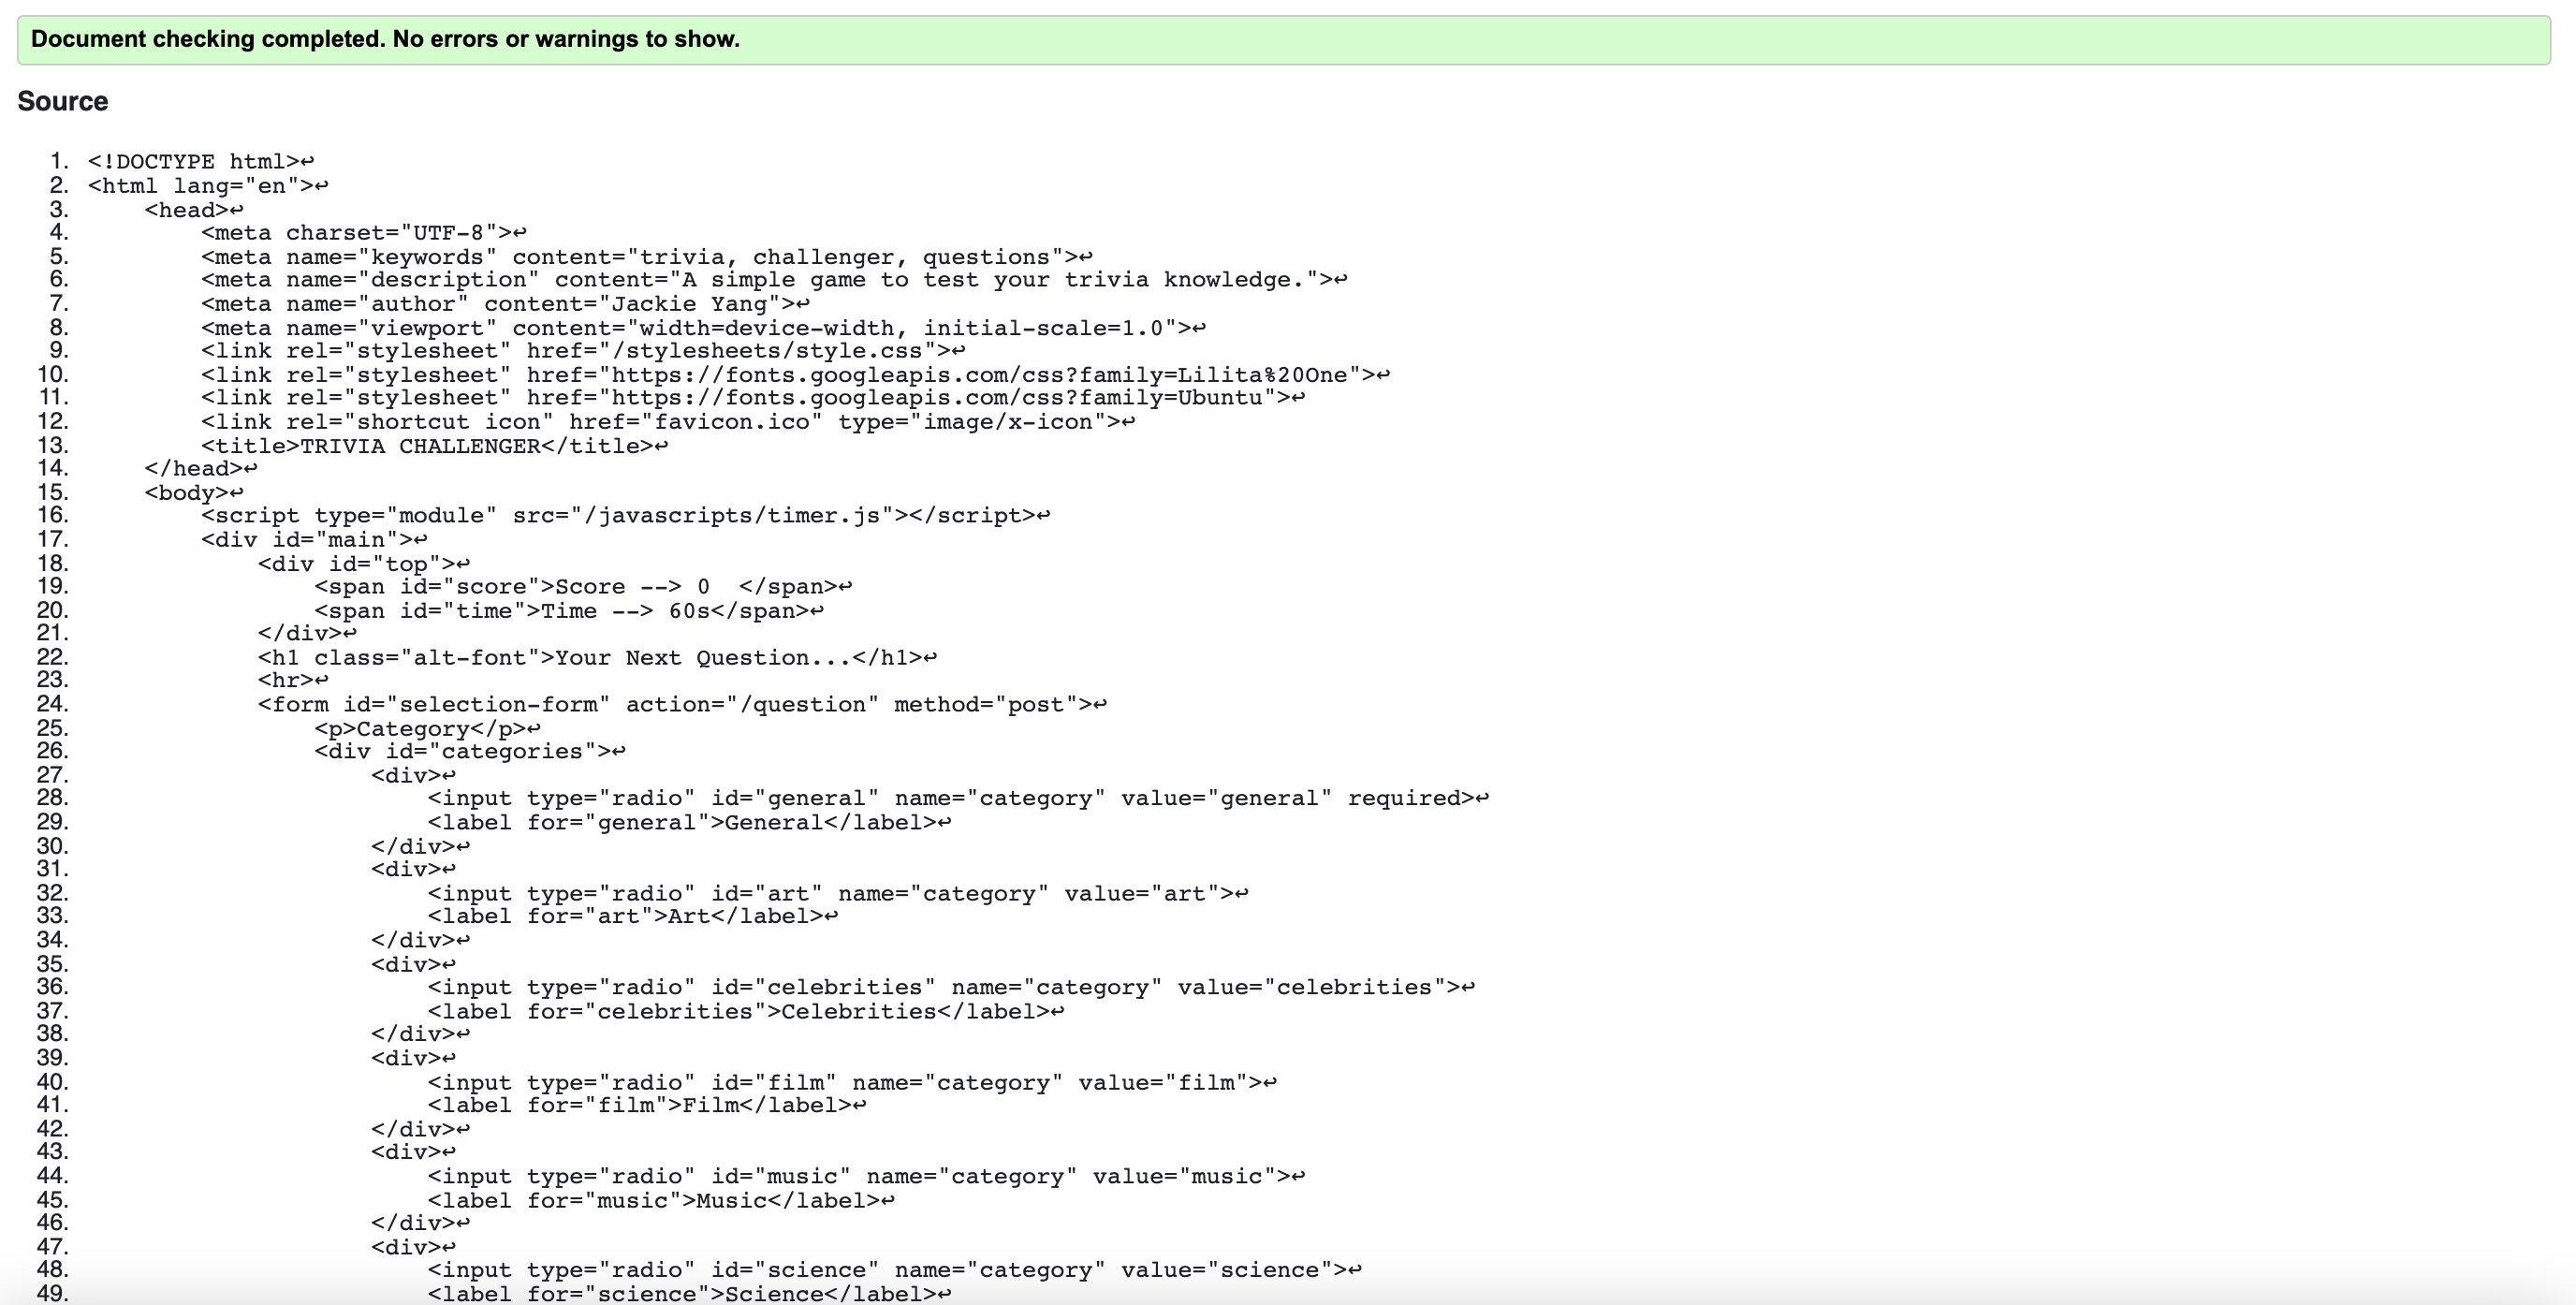 Document checking completed. No errors or warnings to show.
Source
1. <!DOCTYPE html>↩
2. <html lang="en">↩
3.     <head>↩
4.         <meta charset="UTF-8">↩
5.         <meta name="keywords" content="trivia, challenger, questions">↩
6.         <meta name="description" content="A simple game to test your trivia knowledge.">↩
7.         <meta name="author" content="Jackie Yang">↩
8.         <meta name="viewport" content="width=device-width, initial-scale=1.0">↩
9.         <link rel="stylesheet" href="/stylesheets/style.css">↩
10.         <link rel="stylesheet" href="https://fonts.googleapis.com/css?family=Lilita%20One">↩
11.         <link rel="stylesheet" href="https://fonts.googleapis.com/css?family=Ubuntu">↩
12.         <link rel="shortcut icon" href="favicon.ico" type="image/x-icon">↩
13.         <title>TRIVIA CHALLENGER</title>↩
14.     </head>↩
15.     <body>↩
16.         <script type="module" src="/javascripts/timer.js"></script>↩
17.         <div id="main">↩
18.             <div id="top">↩
19.                 <span id="score">Score --> 0  </span>↩
20.                 <span id="time">Time --> 60s</span>↩
21.             </div>↩
22.             <h1 class="alt-font">Your Next Question...</h1>↩
23.             <hr>↩
24.             <form id="selection-form" action="/question" method="post">↩
25.                 <p>Category</p>↩
26.                 <div id="categories">↩
27.                     <div>↩
28.                         <input type="radio" id="general" name="category" value="general" required>↩
29.                         <label for="general">General</label>↩
30.                     </div>↩
31.                     <div>↩
32.                         <input type="radio" id="art" name="category" value="art">↩
33.                         <label for="art">Art</label>↩
34.                     </div>↩
35.                     <div>↩
36.                         <input type="radio" id="celebrities" name="category" value="celebrities">↩
37.                         <label for="celebrities">Celebrities</label>↩
38.                     </div>↩
39.                     <div>↩
40.                         <input type="radio" id="film" name="category" value="film">↩
41.                         <label for="film">Film</label>↩
42.                     </div>↩
43.                     <div>↩
44.                         <input type="radio" id="music" name="category" value="music">↩
45.                         <label for="music">Music</label>↩
46.                     </div>↩
47.                     <div>↩
48.                         <input type="radio" id="science" name="category" value="science">↩
49.                         <label for="science">Science</label>↩